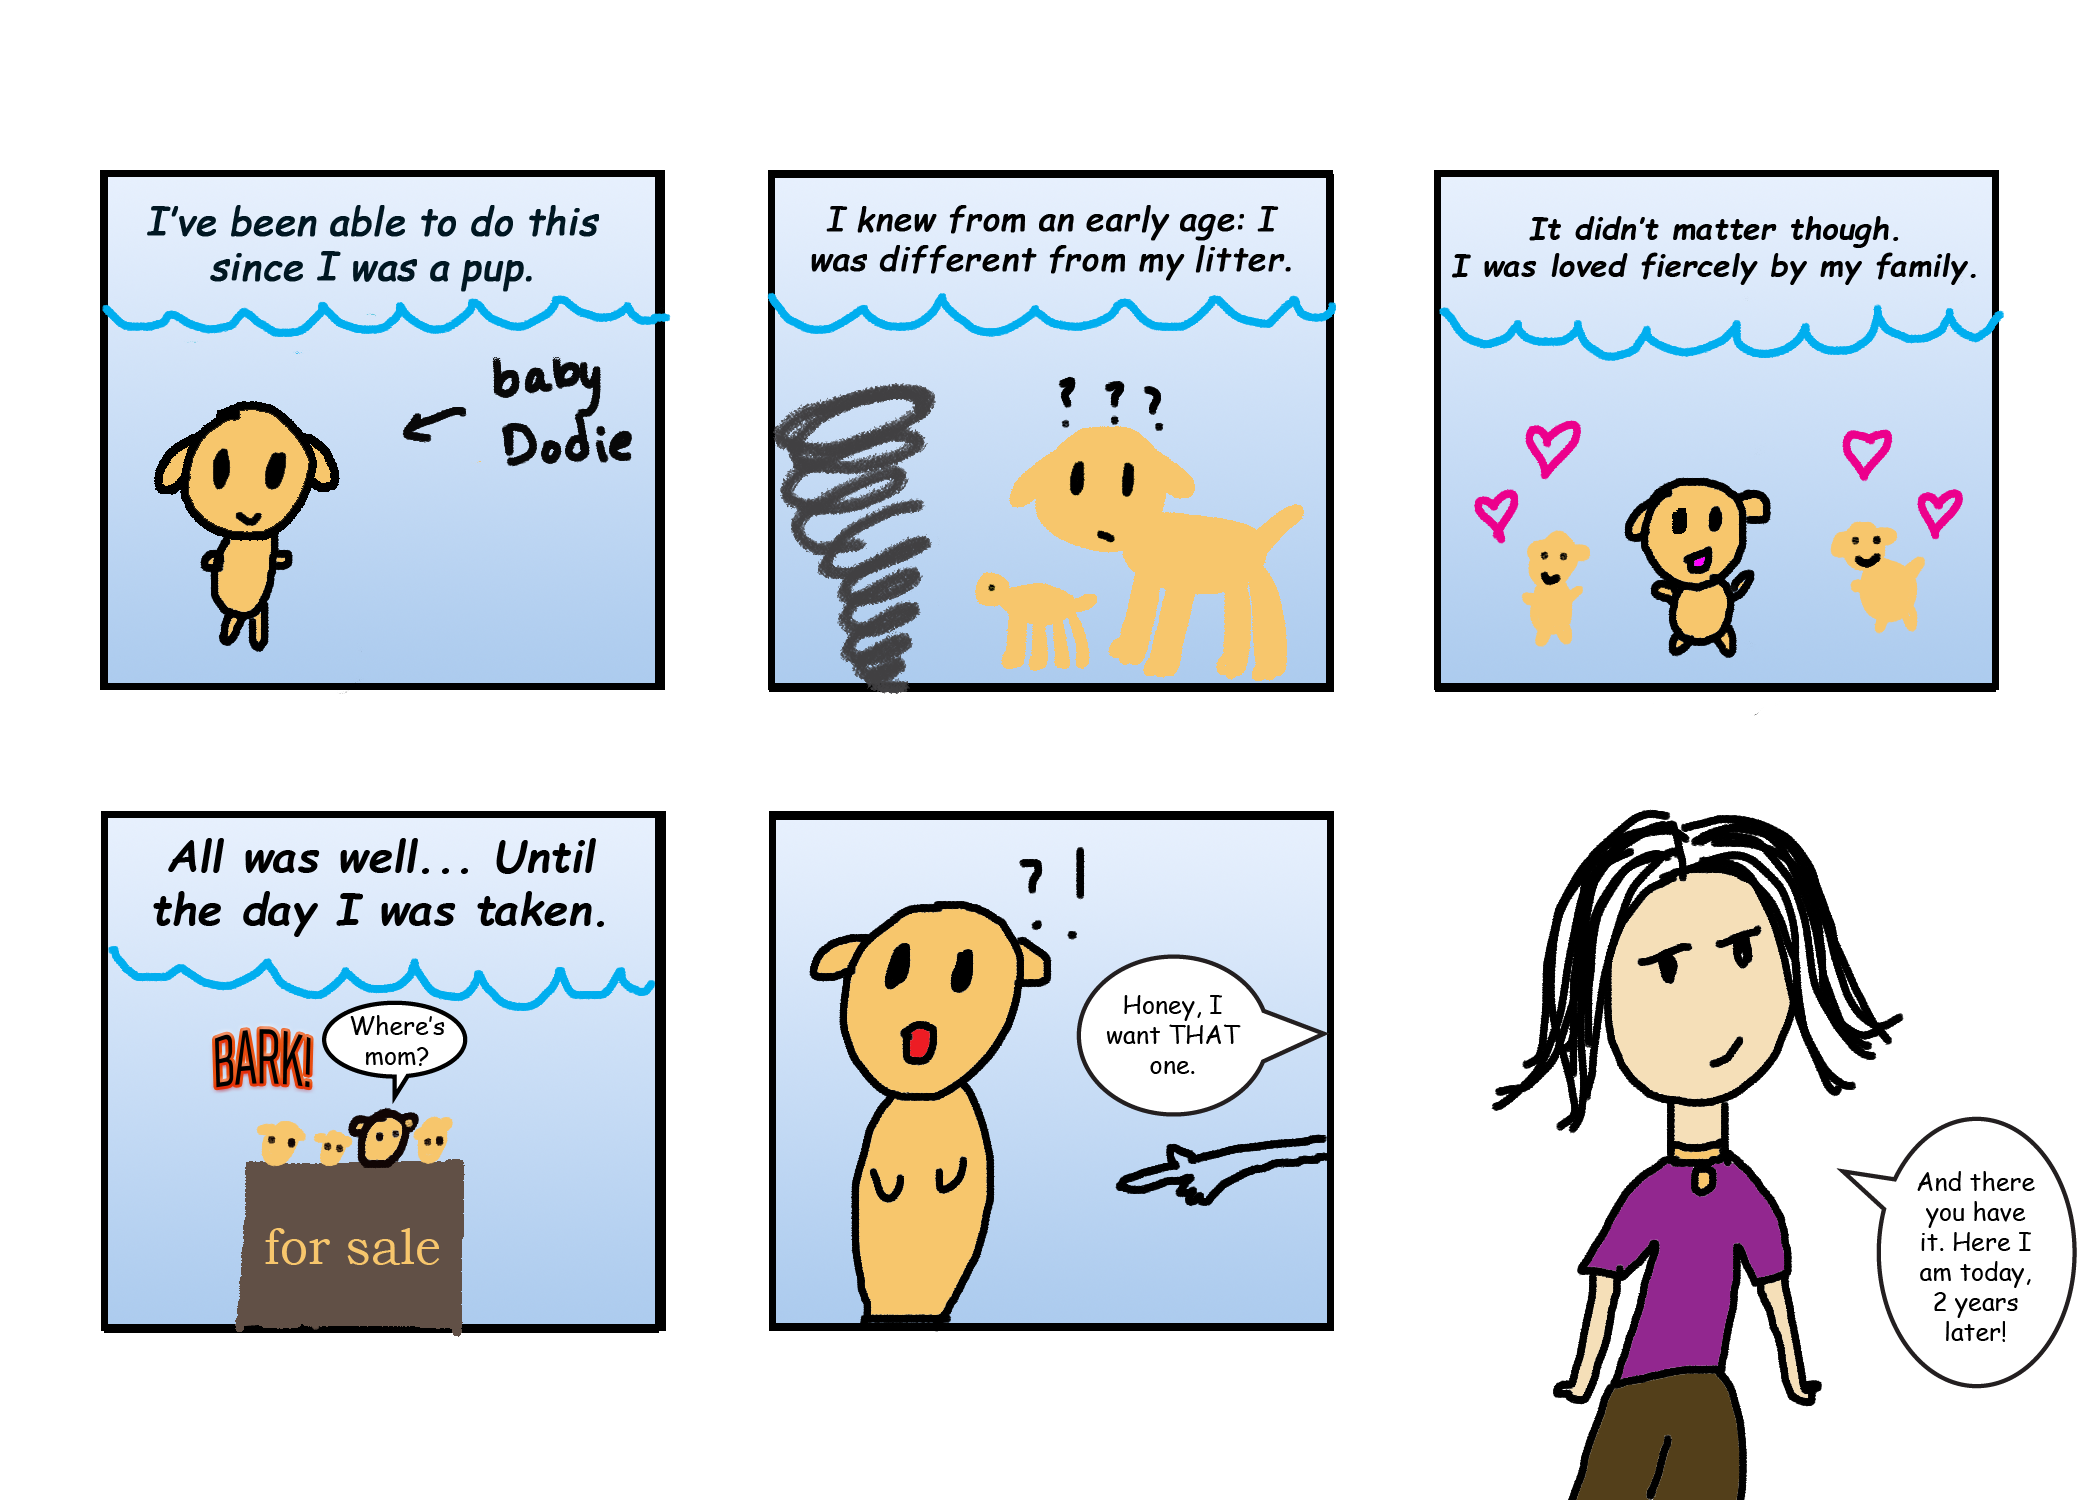 I've been able to do this
since I was a pup.
baby
Dodie
I knew from an early age: I
was different from my litter.
? ? ?
It didn't matter though.
I was loved fiercely by my family.
All was well... Until
the day I was taken.
BARK!
Where's
mom?
for sale
? !
Honey, I
want THAT
one.
And there
you have
it. Here I
am today,
2 years
later!